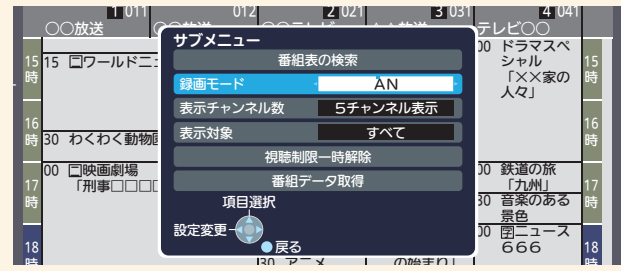 1 011
012
2 021
3 031
4 041
〇〇放送
テレビ〇〇
サブメニュー
番組表の検索
録画モード
AN
表示チャンネル数
5チャンネル表示
表示対象
すべて
視聴制限一時解除
番組データ取得
項目選択
設定変更
戻る
15時
15
ワールドニ
16時
30 わくわく動物
17時
00
映画劇場
「刑事□□□
18時
30 アニメ
の始まり」
00 ドラマスペ
シャル
「××家の
人々」
15時
16時
00 鉄道の旅
「九州」
17時
30 音楽のある
景色
00 字ニュース
666
18時